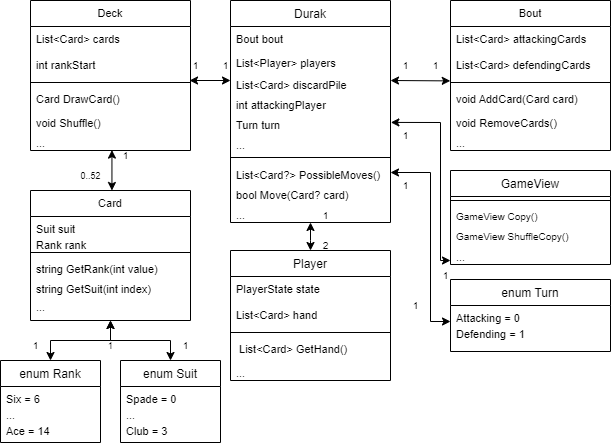 Deck
List<Card> cards
int rankStart
Card DrawCard()
void Shuffle()
...
Durak
Bout bout
List<Player> players
List<Card> discardPile
int attackingPlayer
Turn turn
...
List<Card?> PossibleMoves()
bool Move(Card? card)
...
Bout
List<Card> attackingCards
List<Card> defendingCards
void AddCard(Card card)
void RemoveCards()
...
1
1
1
1
1
1
1
1
1
0..52
1
2
Card
Suit suit
Rank rank
string GetRank(int value)
string GetSuit(int index)
...
Player
PlayerState state
List<Card> hand
List<Card> GetHand()
...
GameView
GameView Copy()
GameView ShuffleCopy()
...
enum Turn
Attacking = 0
Defending = 1
1
1
1
enum Rank
Six = 6
...
Ace = 14
enum Suit
Spade = 0
...
Club = 3